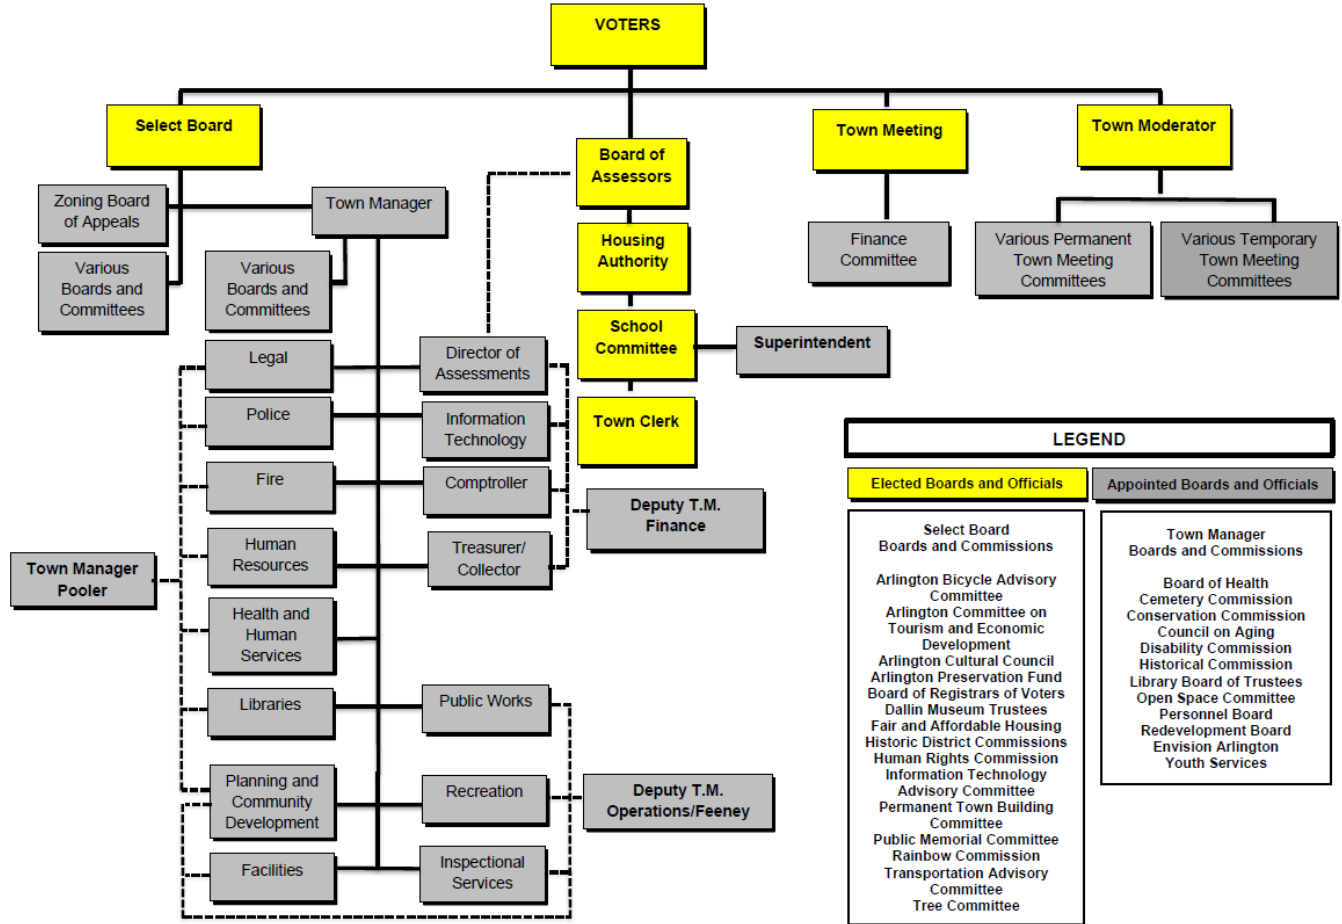 VOTERS
Select Board
Town Meeting
Town Moderator
Board of
Assessors
Zoning Board
of Appeals
Town Manager
Housing
Authority
Finance
Committee
Various Permanent
Town Meeting
Committees
Various Temporary
Town Meeting
Committees
Various
Boards and
Committees
Various
Boards and
Committees
School
Committee
Superintendent
Legal
Director of
Assessments
Town Clerk
Police
Information
Technology
Fire
Comptroller
Deputy T.M.
Finance
Human
Resources
Treasurer/
Collector
Town Manager
Pooler
Health and
Human
Services
Libraries
Public Works
Planning and
Community
Development
Recreation
Deputy T.M.
Operations/Feeney
Facilities
Inspectional
Services
LEGEND
Elected Boards and Officials
Appointed Boards and Officials
Select Board
Boards and Commissions
Arlington Bicycle Advisory
Committee
Arlington Committee on
Tourism and Economic
Development
Arlington Cultural Council
Arlington Preservation Fund
Board of Registrars of Voters
Dallin Museum Trustees
Fair and Affordable Housing
Historic District Commissions
Human Rights Commission
Information Technology
Advisory Committee
Permanent Town Building
Committee
Public Memorial Committee
Rainbow Commission
Transportation Advisory
Committee
Tree Committee
Town Manager
Boards and Commissions
Board of Health
Cemetery Commission
Conservation Commission
Council on Aging
Disability Commission
Historical Commission
Library Board of Trustees
Open Space Committee
Personnel Board
Redevelopment Board
Envision Arlington
Youth Services